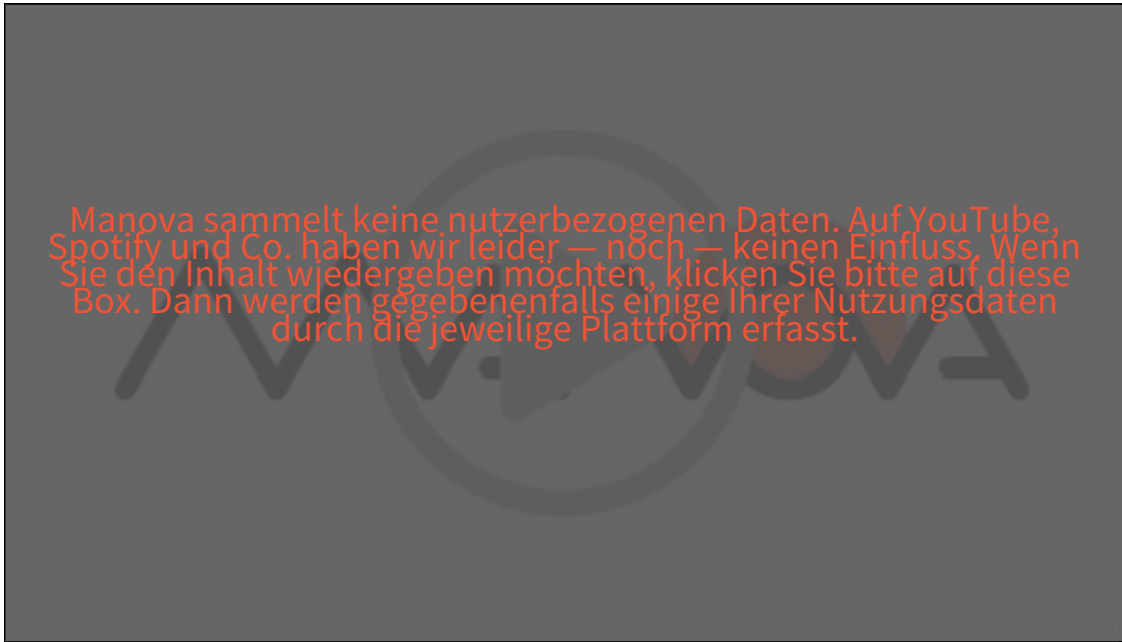 Manova sammelt keine nutzerbezogenen Daten. Auf YouTube,
Spotify und Co. haben wir leider — noch — keinen Einfluss. Wenn
Sie den Inhalt wiedergeben möchten, klicken Sie bitte auf diese
Box. Dann werden gegebenenfalls einige Ihrer Nutzungsdaten
durch die jeweilige Plattform erfasst.
MANOVA